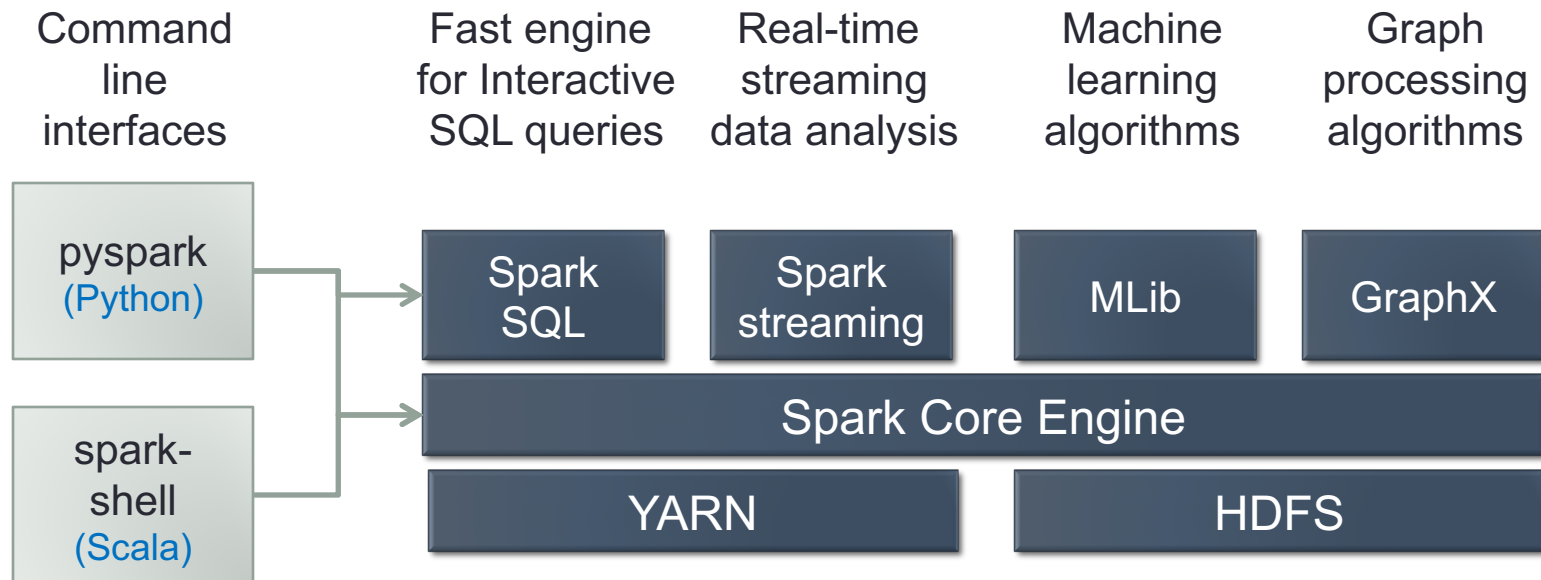 Command
line
interfaces
Fast engine
for Interactive
SQL queries
Real-time
streaming
data analysis
Machine
learning
algorithms
Graph
processing
algorithms
pyspark
(Python)
Spark
SQL
Spark
streaming
MLib
GraphX
Spark Core Engine
spark-
shell
(Scala)
YARN
HDFS